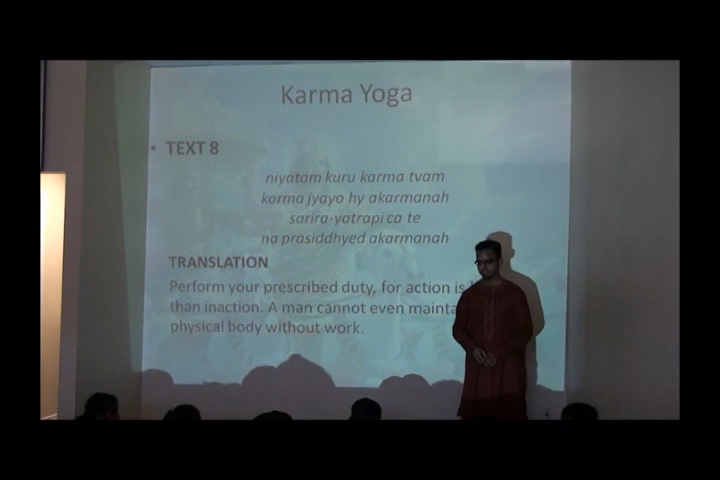 Karma Yoga
• TEXT 8
niyatam kuru karma tvam
karma jyayo hy akarmanah
sarira-yatrapi ca te
na prasiddhyed akarmanah
TRANSLATION
Perform your prescribed duty, for action is
than inaction. A man cannot even mainta
physical body without work.